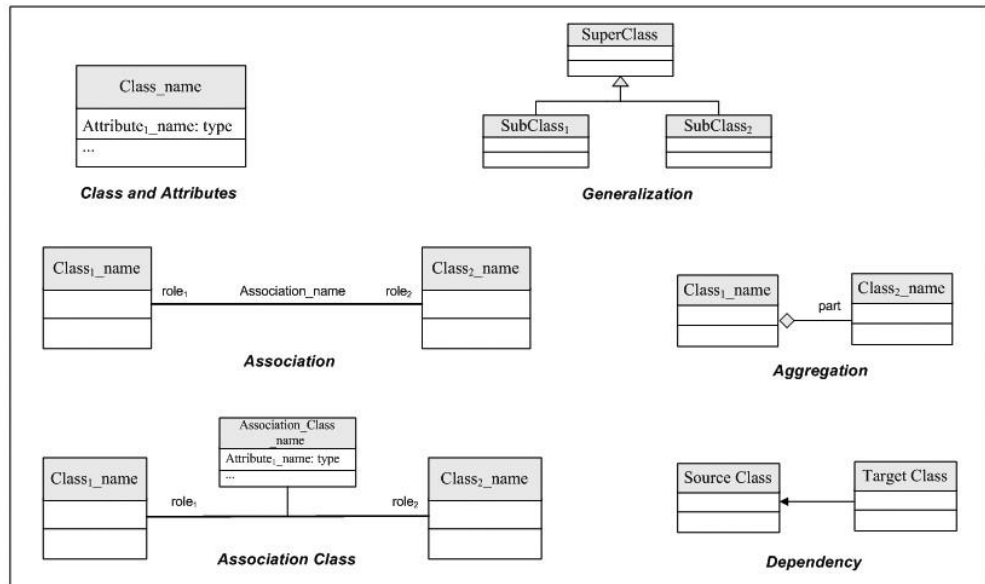 Class_name
Attribute₁_name: type
...
Class and Attributes
SuperClass
SubClass₁
SubClass₂
Generalization
Class₁_name
role₁
Association_name
role₂
Class₂_name
Association
Class₁_name
part
Class₂_name
Aggregation
Class₁_name
role₁
Association_Class
_name
Attribute₁_name: type
...
role₂
Class₂_name
Association Class
Source Class
Target Class
Dependency